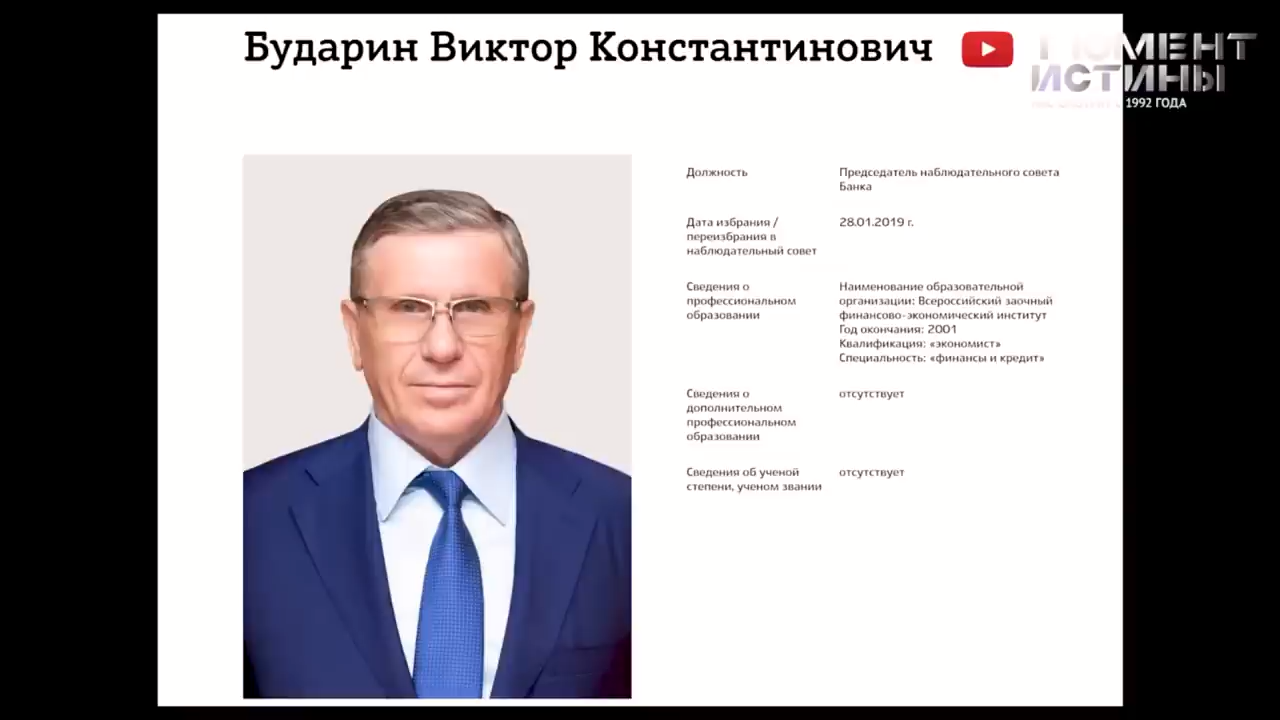 Бударин Виктор Константинович
МОМЕНТ
ИСТИНЫ
1992 ГОДА
Должность
Председатель наблюдательного совета
Банка
Дата избрания /
переизбрания в
наблюдательный совет
28.01.2019 г.
Сведения о
профессиональном
образовании
Наименование образовательной
организации: Всероссийский заочный
финансово-экономический институт
Год окончания: 2001
Квалификация: «экономист»
Специальность: «финансы и кредит»
Сведения о
дополнительном
профессиональном
образовании
отсутствует
Сведения об ученой
степени, ученом звании
отсутствует